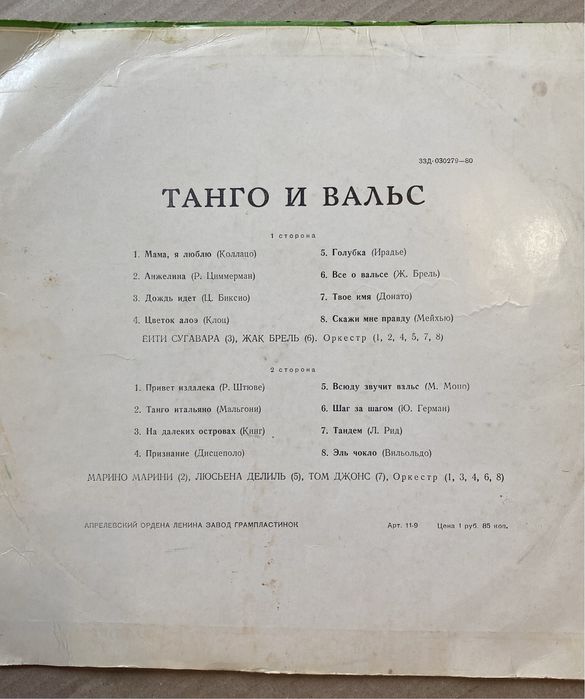 33Д-030279—80
ТАНГО И ВАЛЬС
1 сторона
1. Мама, я люблю (Коллацо)
2. Анжелина (Р. Циммерман)
3. Дождь идет (Ц. Биксио)
4. Цветок алоэ (Клоц)
5. Голубка (Ирадье)
6. Все о вальсе (Ж. Брель)
7. Твое имя (Донато)
8. Скажи мне правду (Мейхью)
ЕИТИ СУГАВАРА (3), ЖАК БРЕЛЬ (6). Оркестр (1, 2, 4, 5, 7, 8)
2 сторона
1. Привет издалека (Р. Штюве)
2. Танго итальяно (Мальгони)
3. На далеких островах (Кинг)
4. Признание (Дисцеполо)
5. Всюду звучит вальс (М. Моно)
6. Шаг за шагом (Ю. Герман)
7. Тандем (Л. Рид)
8. Эль чокло (Вильольдо)
МАРИНО МАРИНИ (2), ЛЮСЬЕНА ДЕЛИЛЬ (5), ТОМ ДЖОНС (7), Оркестр (1, 3, 4, 6, 8)
АПРЕЛЕВСКИЙ ОРДЕНА ЛЕНИНА ЗАВОД ГРАМПЛАСТИНОК Арт. 11-9 Цена 1 руб. 85 коп.